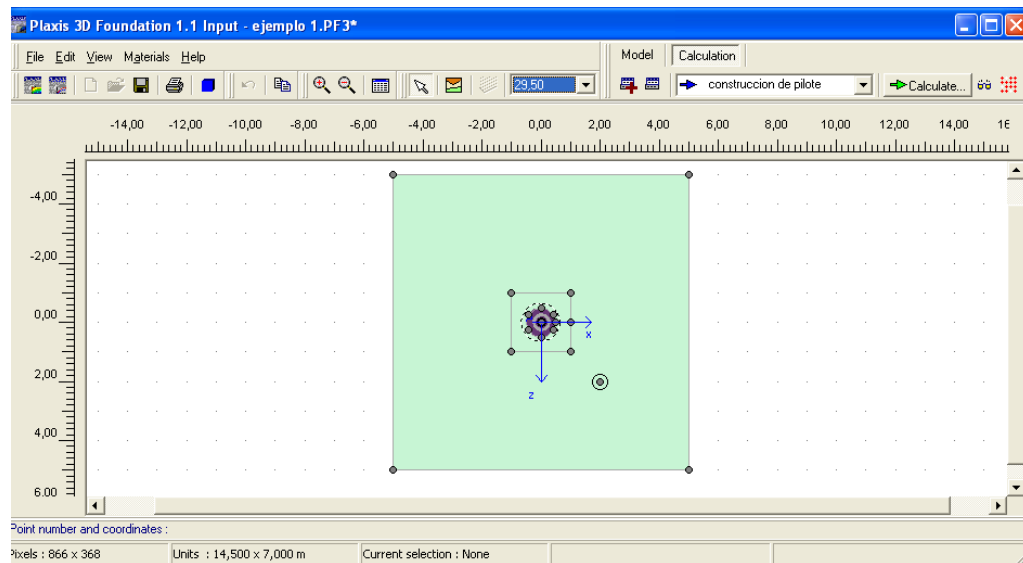 Plaxis 3D Foundation 1.1 Input - ejemplo 1.PF3*
File Edit View Materials Help
Model Calculation
29,50
construccion de pilote
Calculate...
-14,00 -12,00 -10,00 -8,00 -6,00 -4,00 -2,00 0,00 2,00 4,00 6,00 8,00 10,00 12,00 14,00 16
-4,00
-2,00
0,00
x
2,00
z
4,00
6.00
Point number and coordinates :
Pixels : 866 x 368 Units : 14,500 x 7,000 m Current selection : None